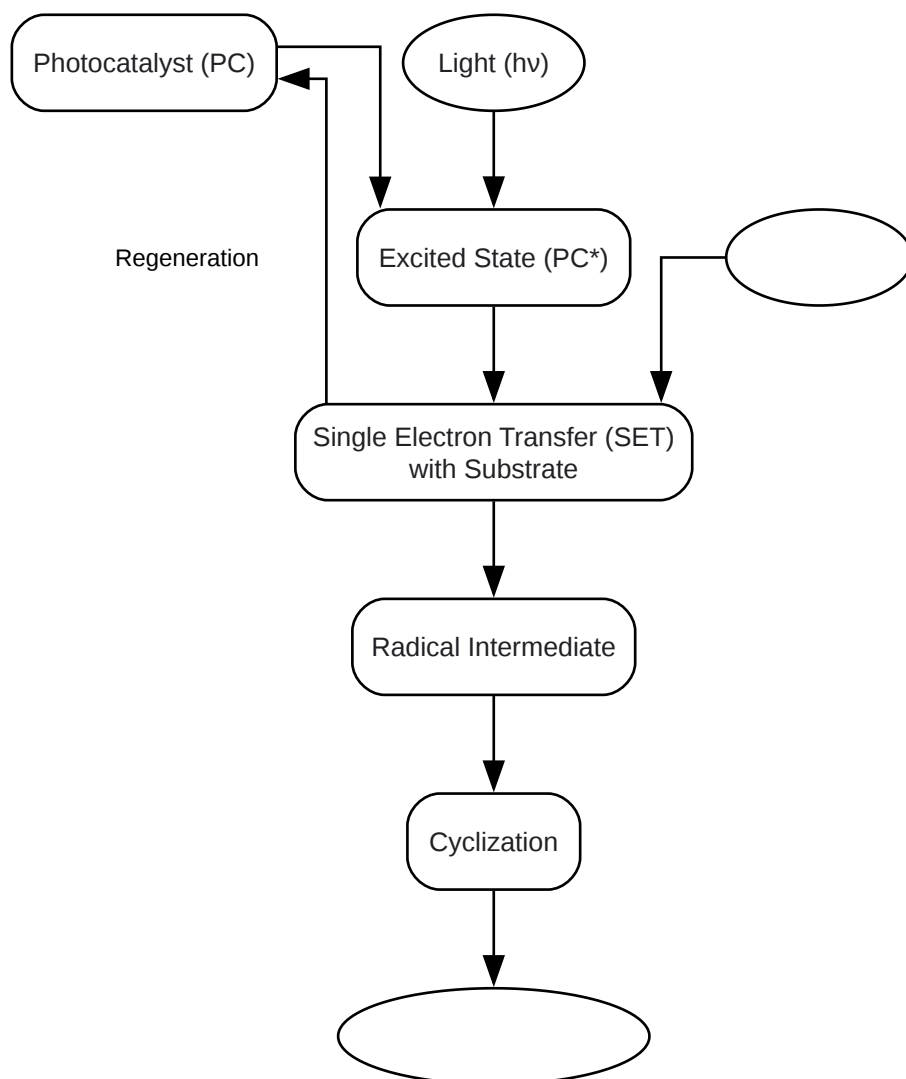 Photocatalyst (PC)
Light (hν)
Excited State (PC*)
Regeneration
Single Electron Transfer (SET)
with Substrate
Radical Intermediate
Cyclization